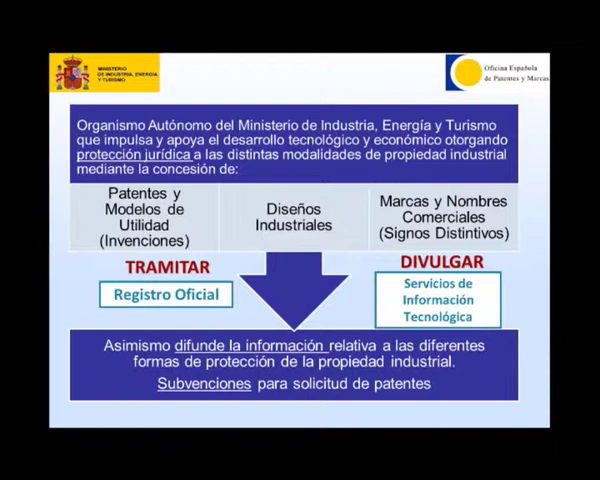 MINISTERIO
DE INDUSTRIA, ENERGÍA
Y TURISMO
Oficina Española
de Patentes y Marcas
Organismo Autónomo del Ministerio de Industria, Energía y Turismo
que impulsa y apoya el desarrollo tecnológico y económico otorgando
protección jurídica a las distintas modalidades de propiedad industrial
mediante la concesión de:
Patentes y
Modelos de
Utilidad
(Invenciones)
Diseños
Industriales
Marcas y Nombres
Comerciales
(Signos Distintivos)
TRAMITAR
Registro Oficial
DIVULGAR
Servicios de
Información
Tecnológica
Asimismo difunde la información relativa a las diferentes
formas de protección de la propiedad industrial.
Subvenciones para solicitud de patentes